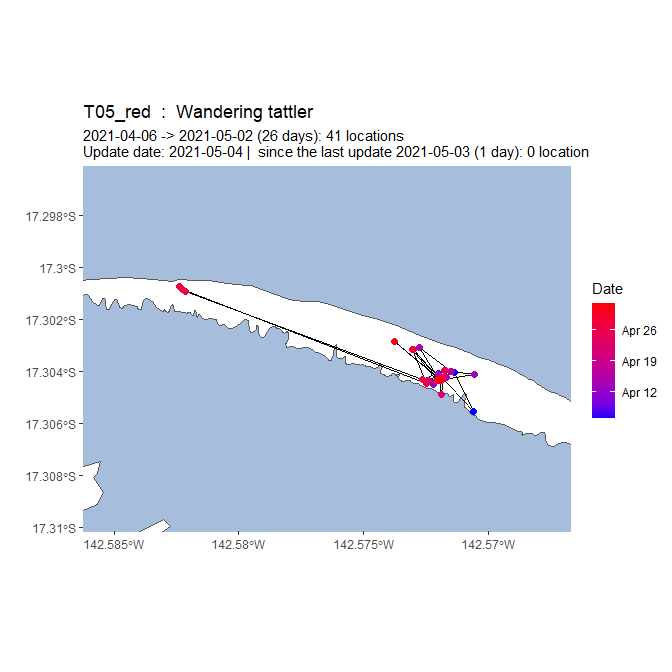 T05_red  :  Wandering tattler
2021-04-06 -> 2021-05-02 (26 days): 41 locations
Update date: 2021-05-04 |  since the last update 2021-05-03 (1 day): 0 location
17.298°S
17.3°S
17.302°S
17.304°S
17.306°S
17.308°S
17.31°S
142.585°W
142.58°W
142.575°W
142.57°W
Date
Apr 26
Apr 19
Apr 12